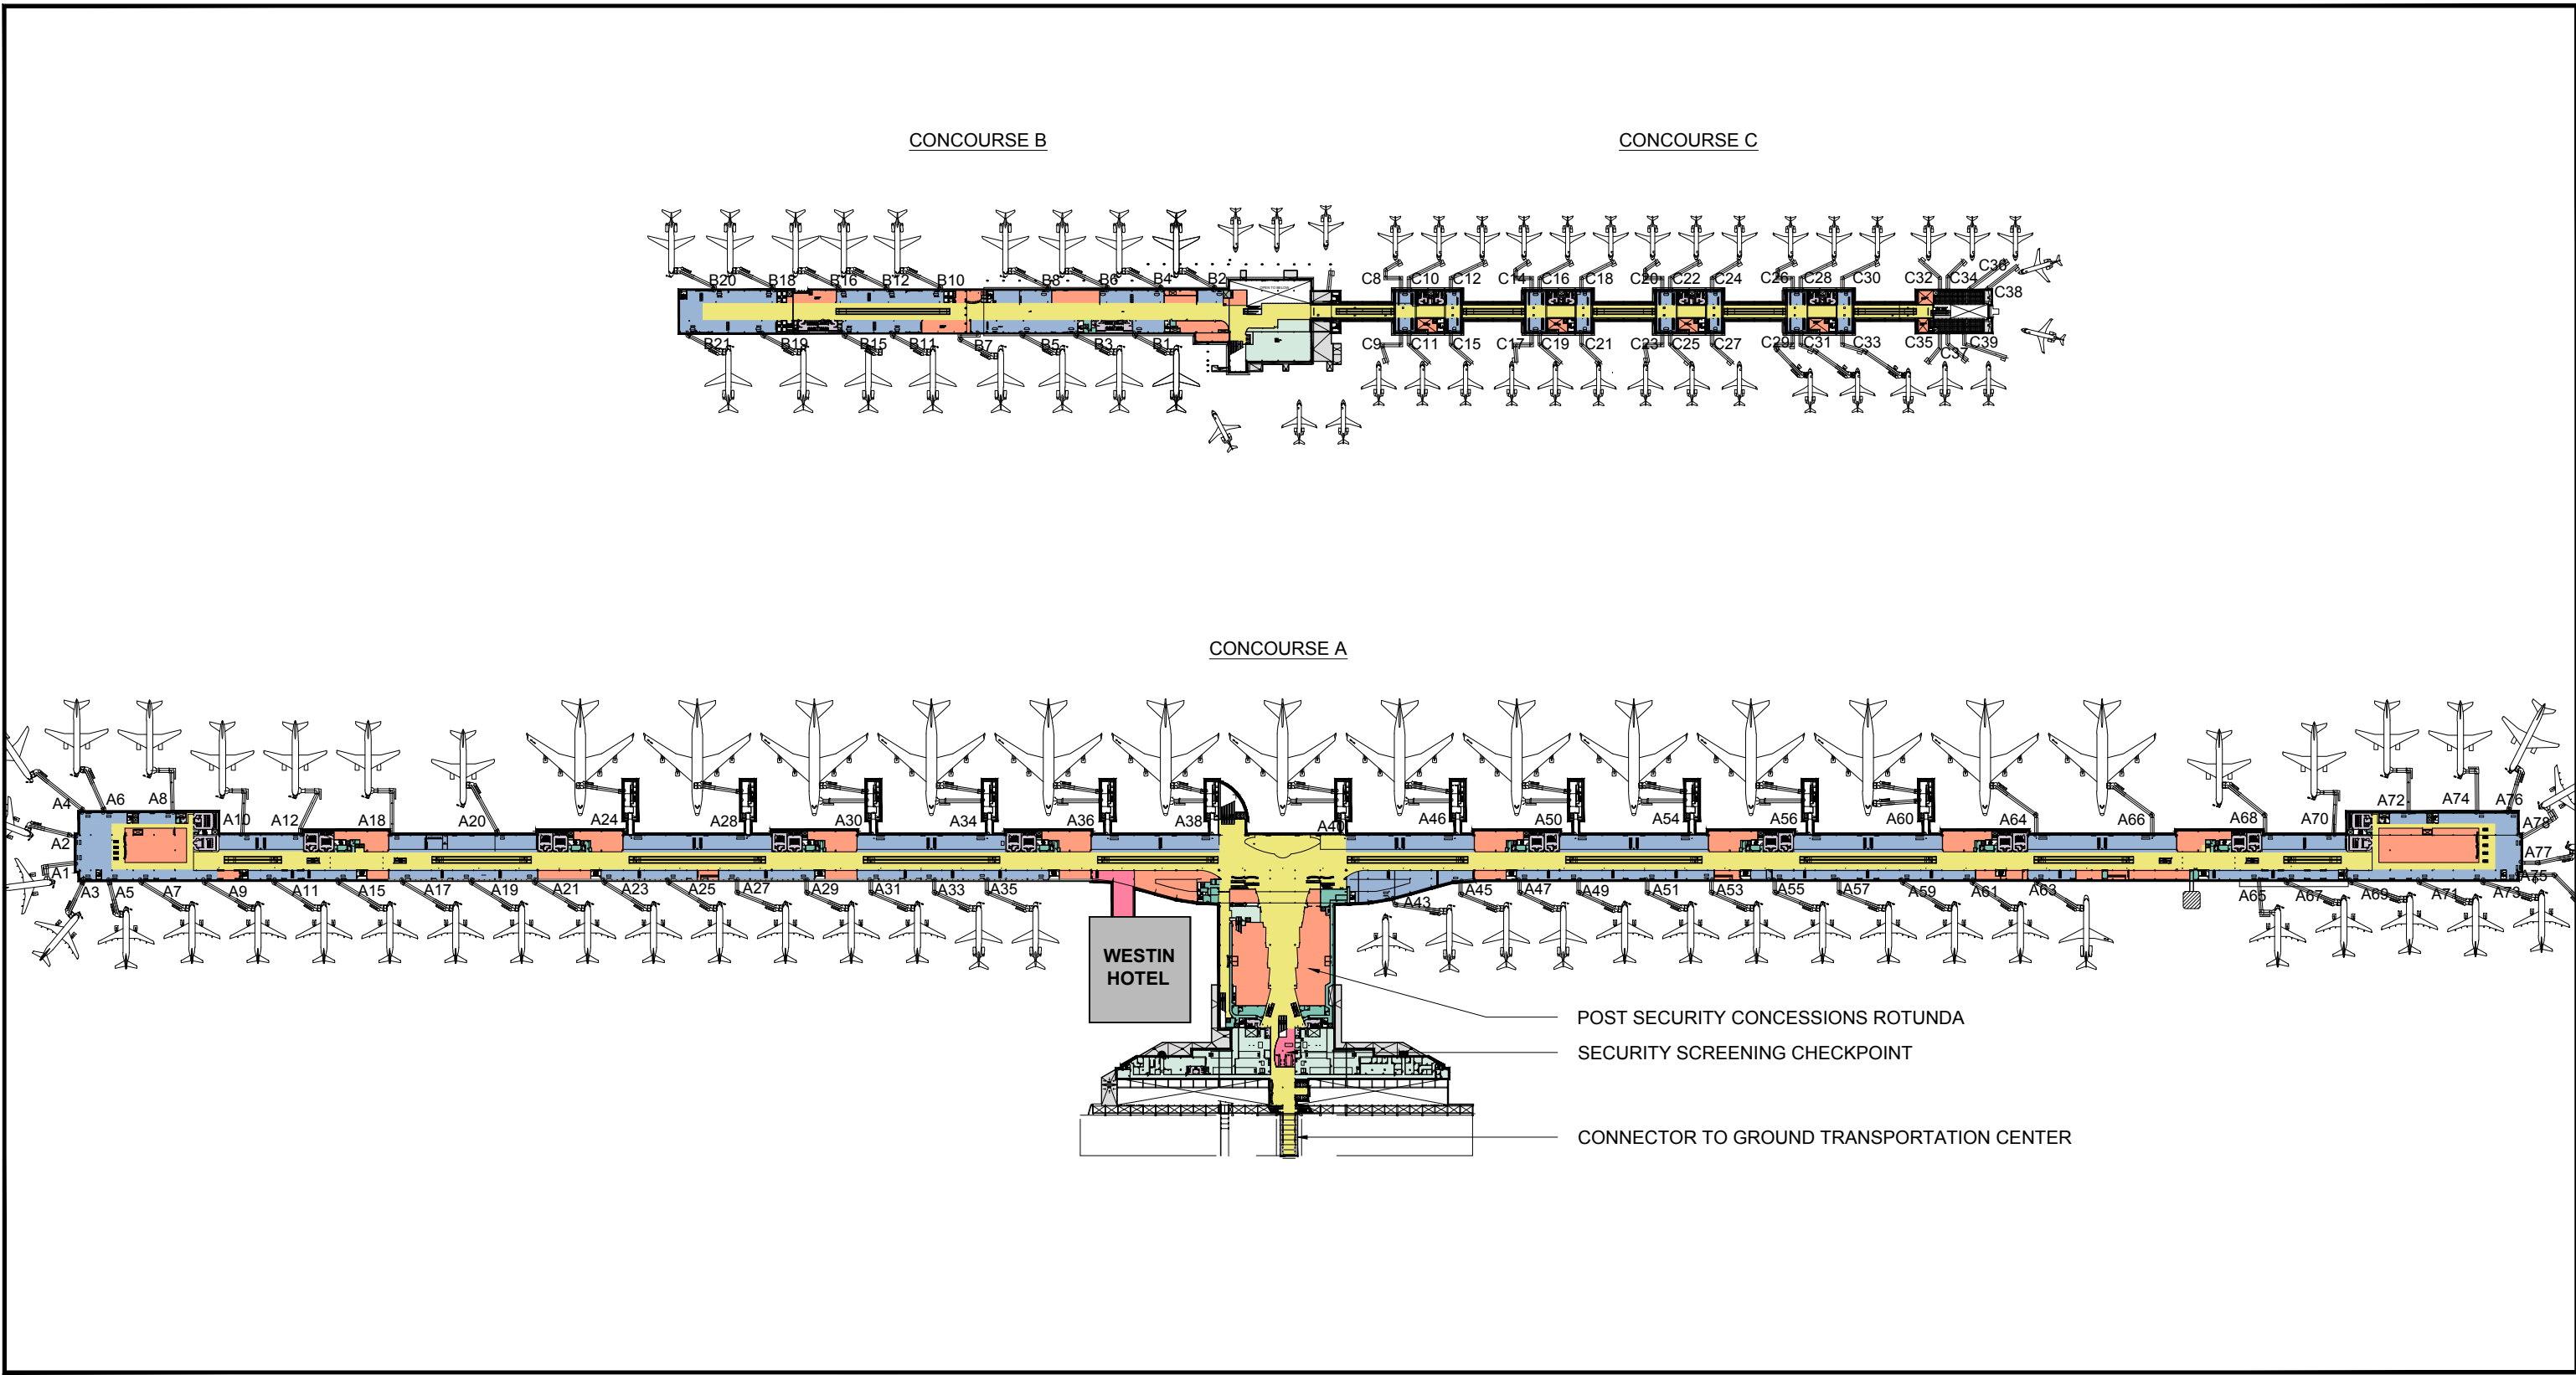 CONCOURSE B
CONCOURSE C
B20 B18 B16 B12 B10 B8 B6 B4 B2
C8 C10 C12 C14 C16 C18 C20 C22 C24 C26 C28 C30 C32 C34 C36
C38
B21 B19 B15 B11 B7 B5 B3 B1
C9 C11 C15 C17 C19 C21 C23 C25 C27 C29 C31 C33 C35 C37 C39
CONCOURSE A
A4 A6 A8 A10 A12 A18 A20 A24 A28 A30 A34 A36 A38 A40 A46 A50 A54 A56 A60 A64 A66 A68 A70 A72 A74 A76
A78
A2
A77
A1
A75
A3 A5 A7 A9 A11 A15 A17 A19 A21 A23 A25 A27 A29 A31 A33 A35 A43 A45 A47 A49 A51 A53 A55 A57 A59 A61 A63 A65 A67 A69 A71 A73
WESTIN
HOTEL
POST SECURITY CONCESSIONS ROTUNDA
SECURITY SCREENING CHECKPOINT
CONNECTOR TO GROUND TRANSPORTATION CENTER